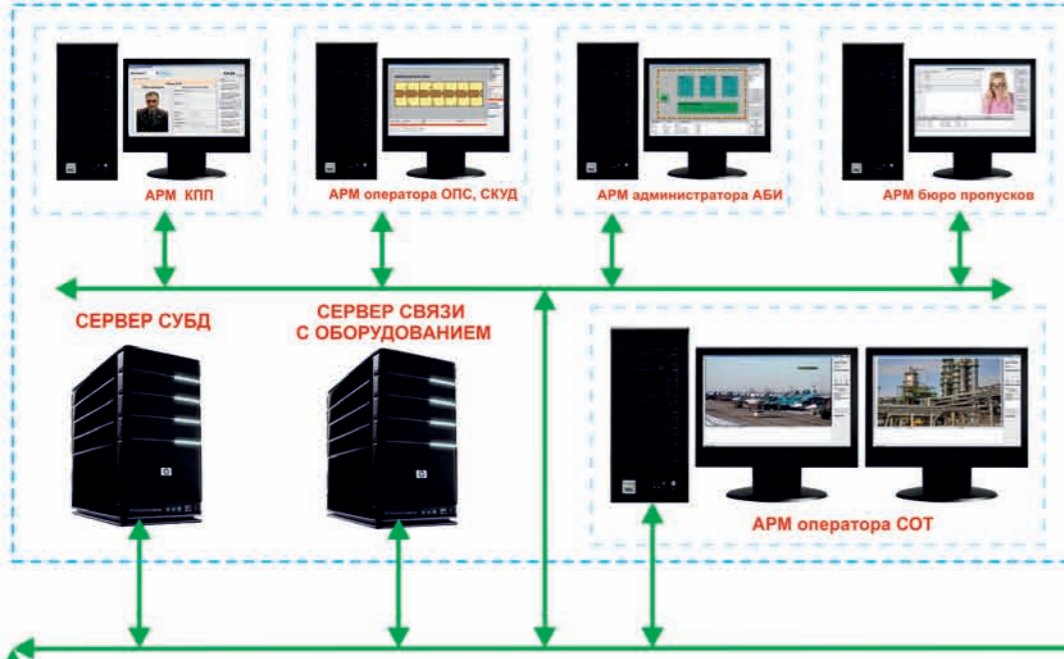 АРМ КПП
АРМ оператора ОПС, СКУД
АРМ администратора АБИ
АРМ бюро пропусков
СЕРВЕР СУБД
СЕРВЕР СВЯЗИ
С ОБОРУДОВАНИЕМ
АРМ оператора СОТ